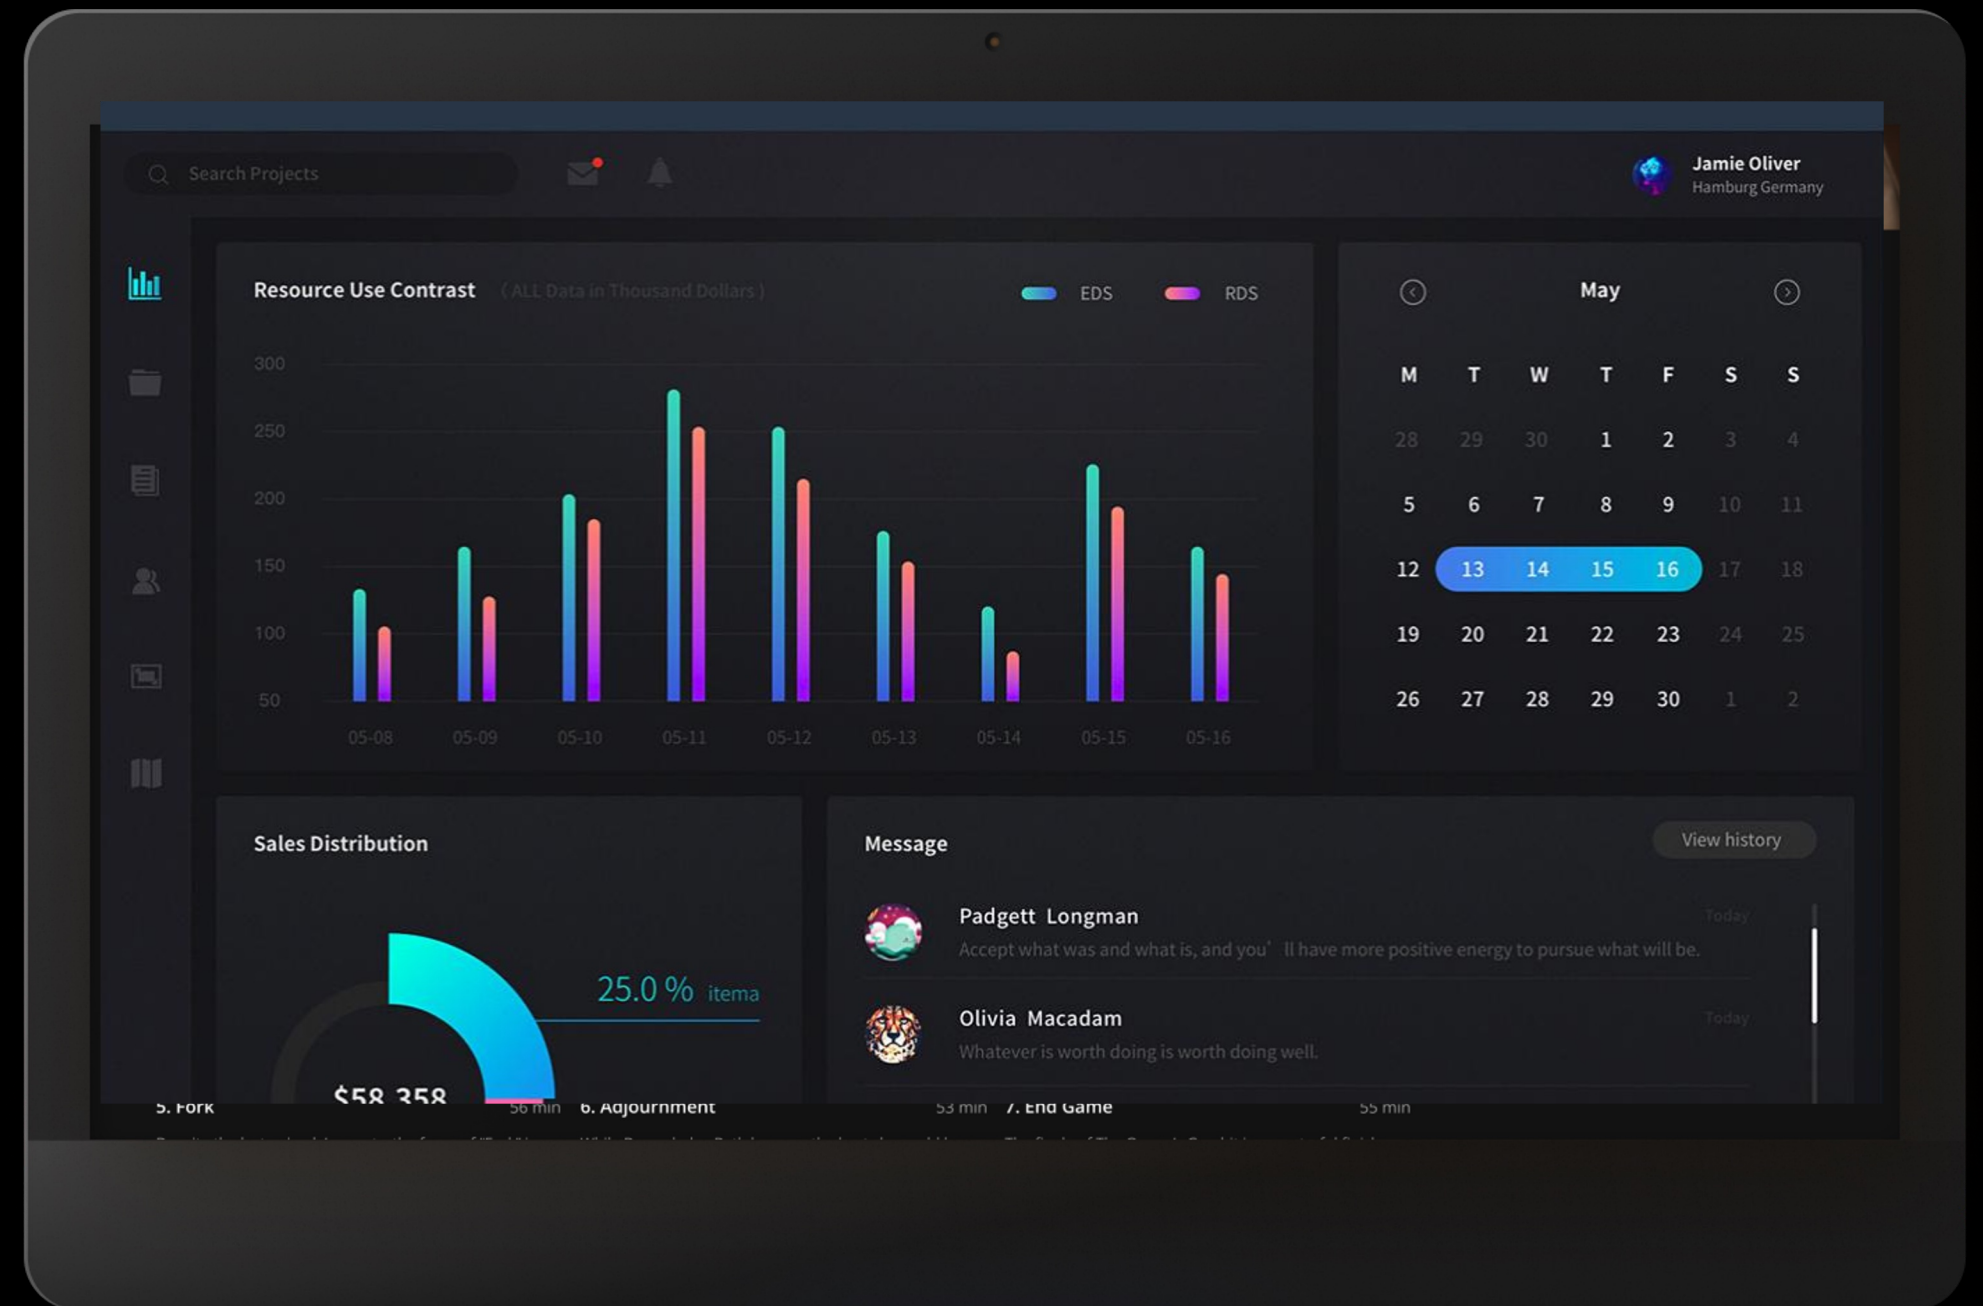 Search Projects
Jamie Oliver
Hamburg Germany
Resource Use Contrast ( ALL Data in Thousand Dollars )
EDS RDS
300
250
200
150
100
50
05-08 05-09 05-10 05-11 05-12 05-13 05-14 05-15 05-16
May
M T W T F S S
28 29 30 1 2 3 4
5 6 7 8 9 10 11
12 13 14 15 16 17 18
19 20 21 22 23 24 25
26 27 28 29 30 1 2
Sales Distribution
25.0 % itema
$58,358
Message
View history
Padgett Longman Today
Accept what was and what is, and you' ll have more positive energy to pursue what will be.
Olivia Macadam Today
Whatever is worth doing is worth doing well.
5. Fork 56 min 6. Adjournment 53 min 7. End Game 55 min